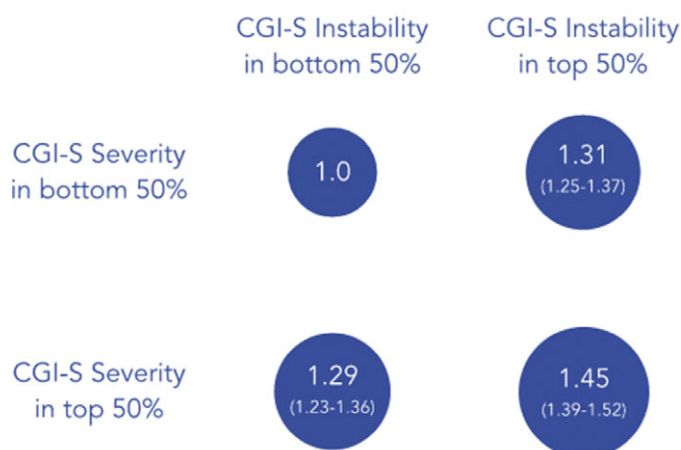 CGI-S Instability
in bottom 50%
CGI-S Instability
in top 50%
CGI-S Severity
in bottom 50%
1.0
1.31
(1.25-1.37)
CGI-S Severity
in top 50%
1.29
(1.23-1.36)
1.45
(1.39-1.52)